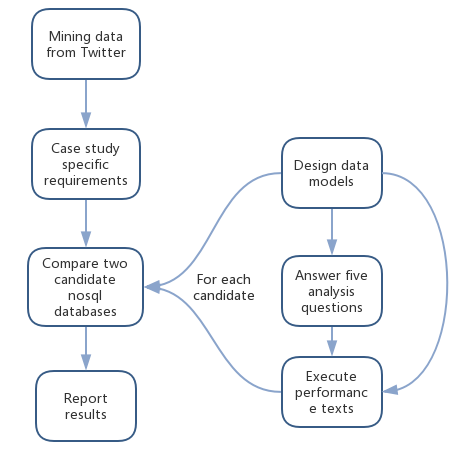 Mining data
from Twitter
Case study
specific
requirements
Compare two
candidate
nosql
databases
Report
results
For each
candidate
Design data
models
Answer five
analysis
questions
Execute
performanc
e texts